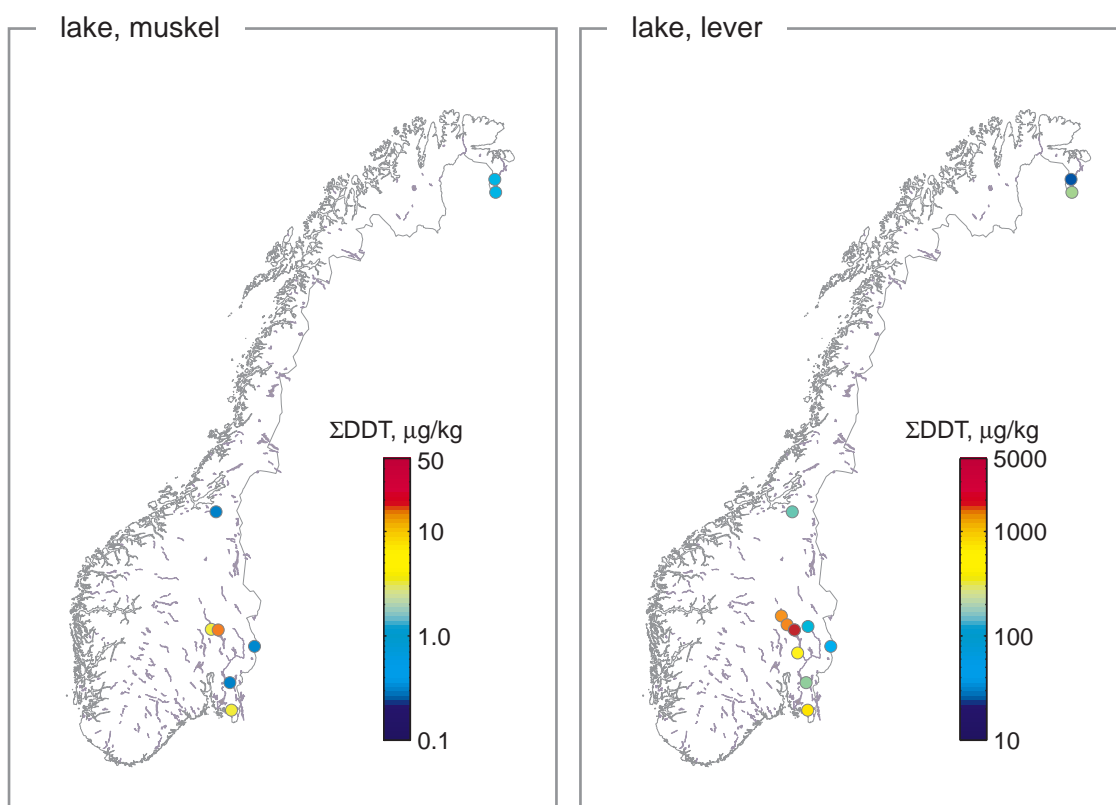 lake, muskel
ΣDDT, µg/kg
50
10
1.0
0.1
lake, lever
ΣDDT, µg/kg
5000
1000
100
10